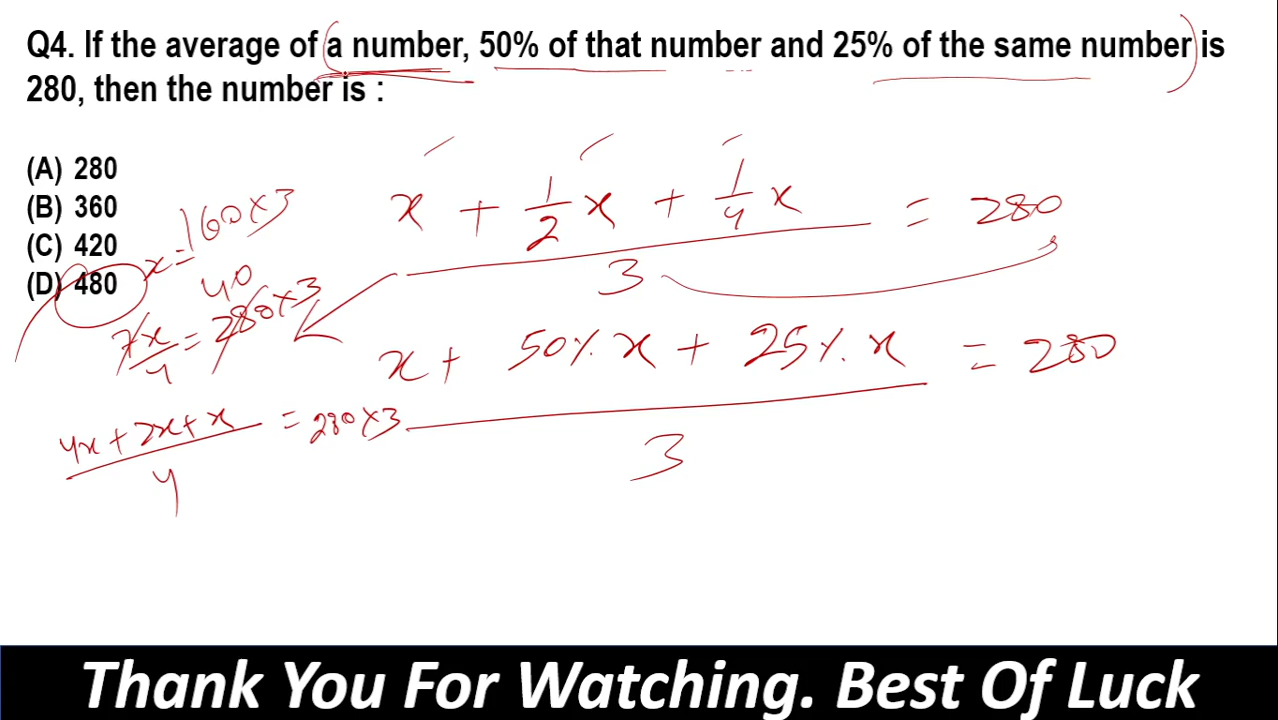 Q4. If the average of a number, 50% of that number and 25% of the same number is
280, then the number is :
(A) 280
(B) 360
(C) 420
(D) 480
x + 1/2 x + 1/4 x = 280
3
x + 50% x + 25% x = 280
3
4x + 2x + x = 280 x 3
4
7x/4 = 280 x 3
40
x = 160 x 3
Thank You For Watching. Best Of Luck